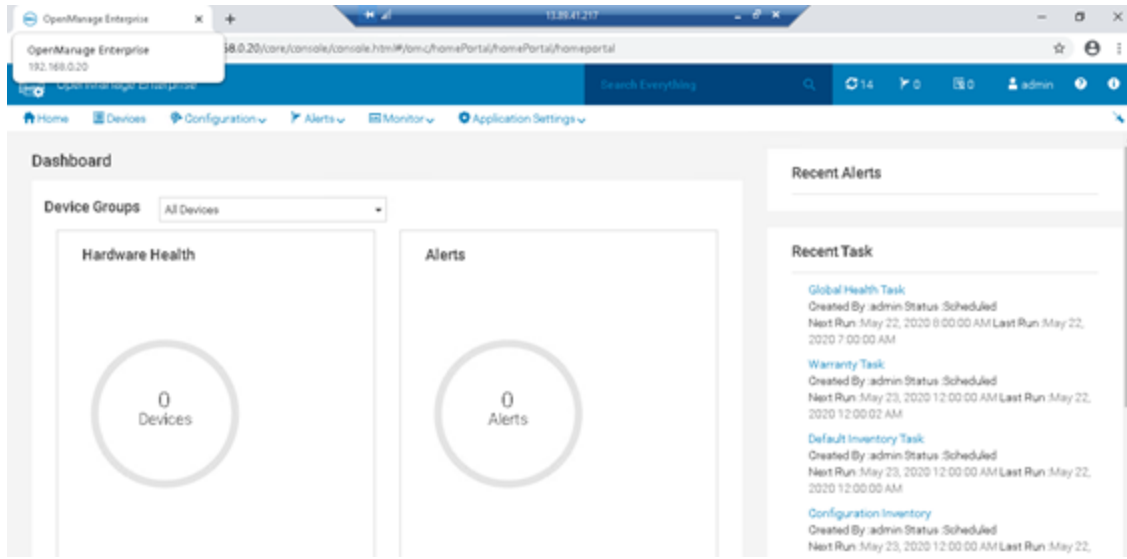 OpenManage Enterprise
13.89.41.217
OpenManage Enterprise
192.168.0.20
68.0.20/core/console/console.html#/omc/homePortal/homePortal/homeportal
OpenManage Enterprise
Search Everything
14
0
0
admin
Home Devices Configuration Alerts Monitor Application Settings
Dashboard
Device Groups
All Devices
Hardware Health
0
Devices
Alerts
0
Alerts
Recent Alerts
Recent Task
Global Health Task
Created By :admin Status :Scheduled
Next Run :May 22, 2020 8:00:00 AM Last Run :May 22,
2020 7:00:00 AM
Warranty Task
Created By :admin Status :Scheduled
Next Run :May 23, 2020 12:00:00 AM Last Run :May 22,
2020 12:00:02 AM
Default Inventory Task
Created By :admin Status :Scheduled
Next Run :May 23, 2020 12:00:00 AM Last Run :May 22,
2020 12:00:00 AM
Configuration Inventory
Created By :admin Status :Scheduled
Next Run :May 23, 2020 12:00:00 AM Last Run :May 22,